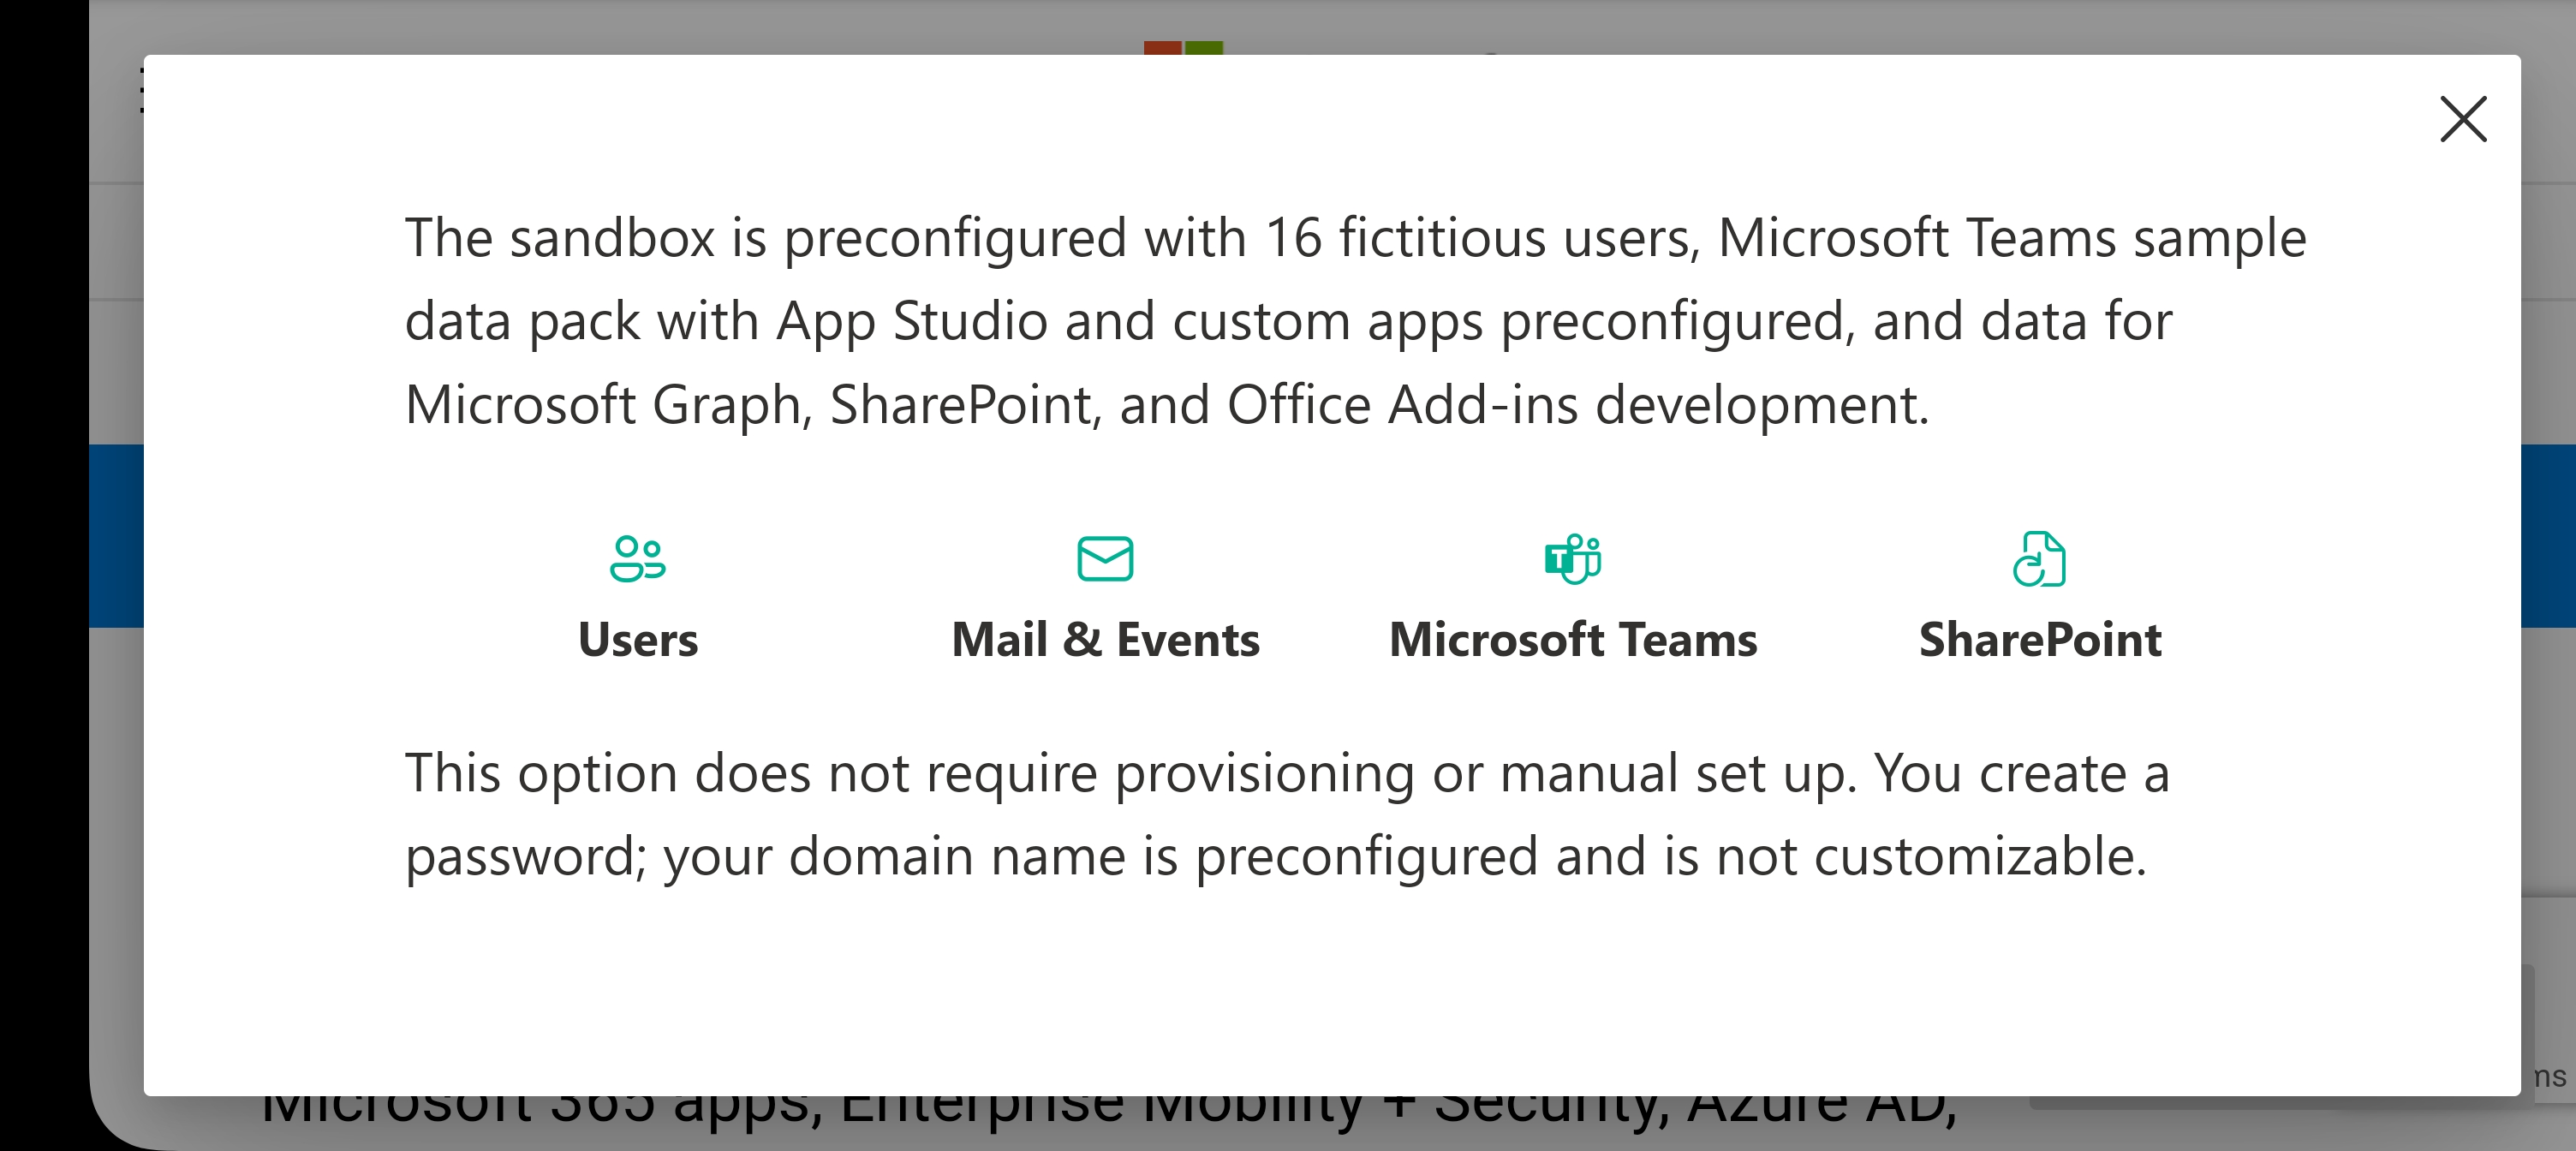 The sandbox is preconfigured with 16 fictitious users, Microsoft Teams sample
data pack with App Studio and custom apps preconfigured, and data for
Microsoft Graph, SharePoint, and Office Add-ins development.
Users
Mail & Events
Microsoft Teams
SharePoint
This option does not require provisioning or manual set up. You create a
password; your domain name is preconfigured and is not customizable.
Microsoft 365 apps, Enterprise Mobility + Security, Azure AD,